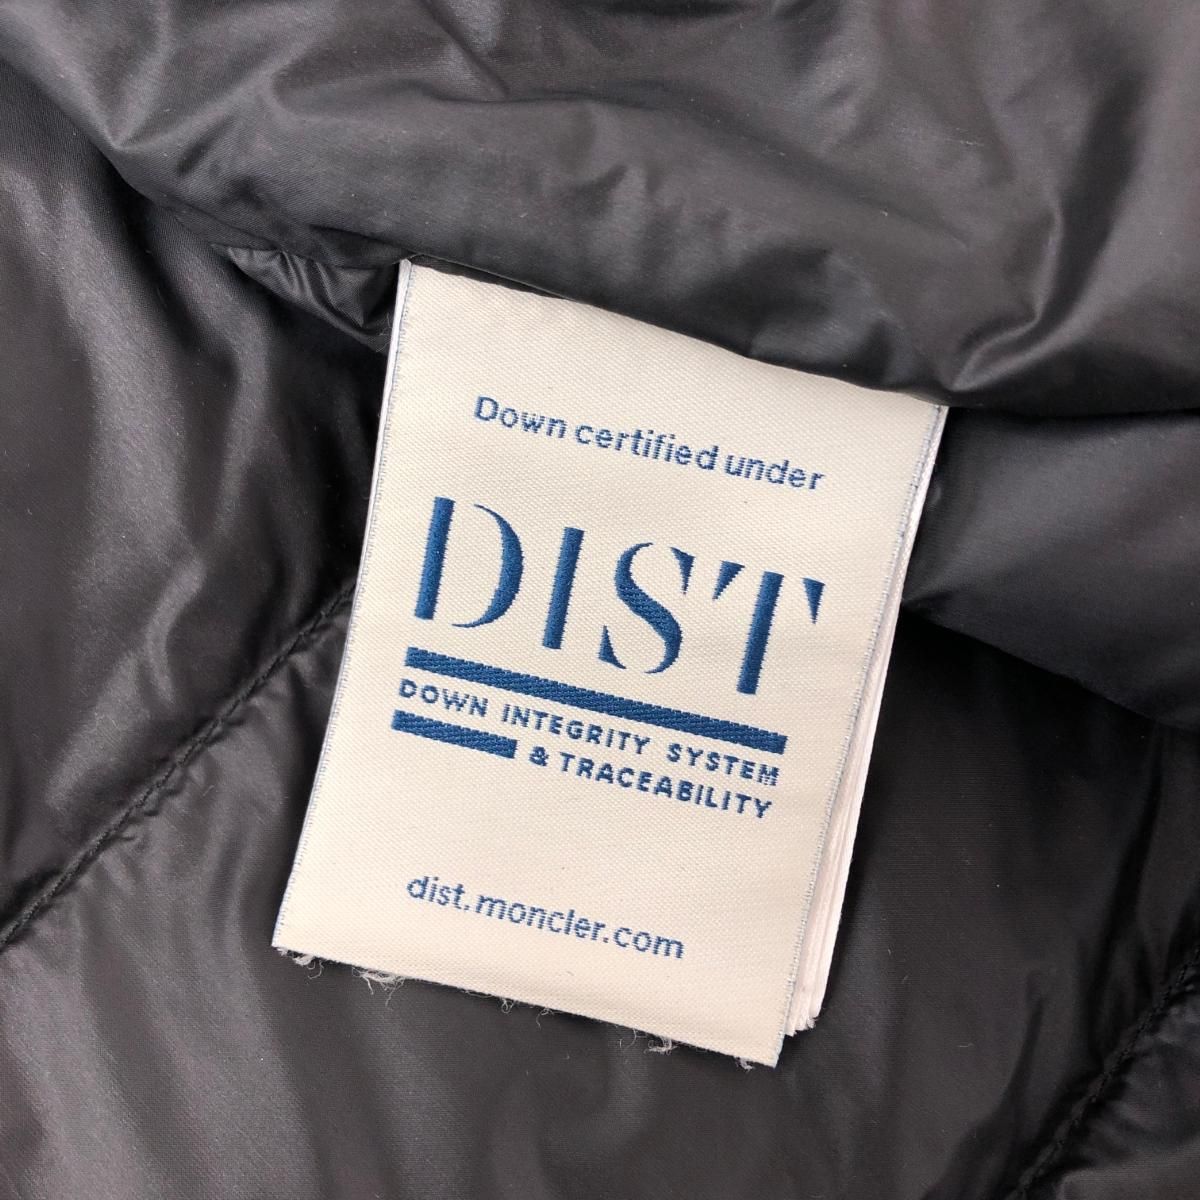 Down certified under
DIST
DOWN INTEGRITY SYSTEM
& TRACEABILITY
dist.moncler.com